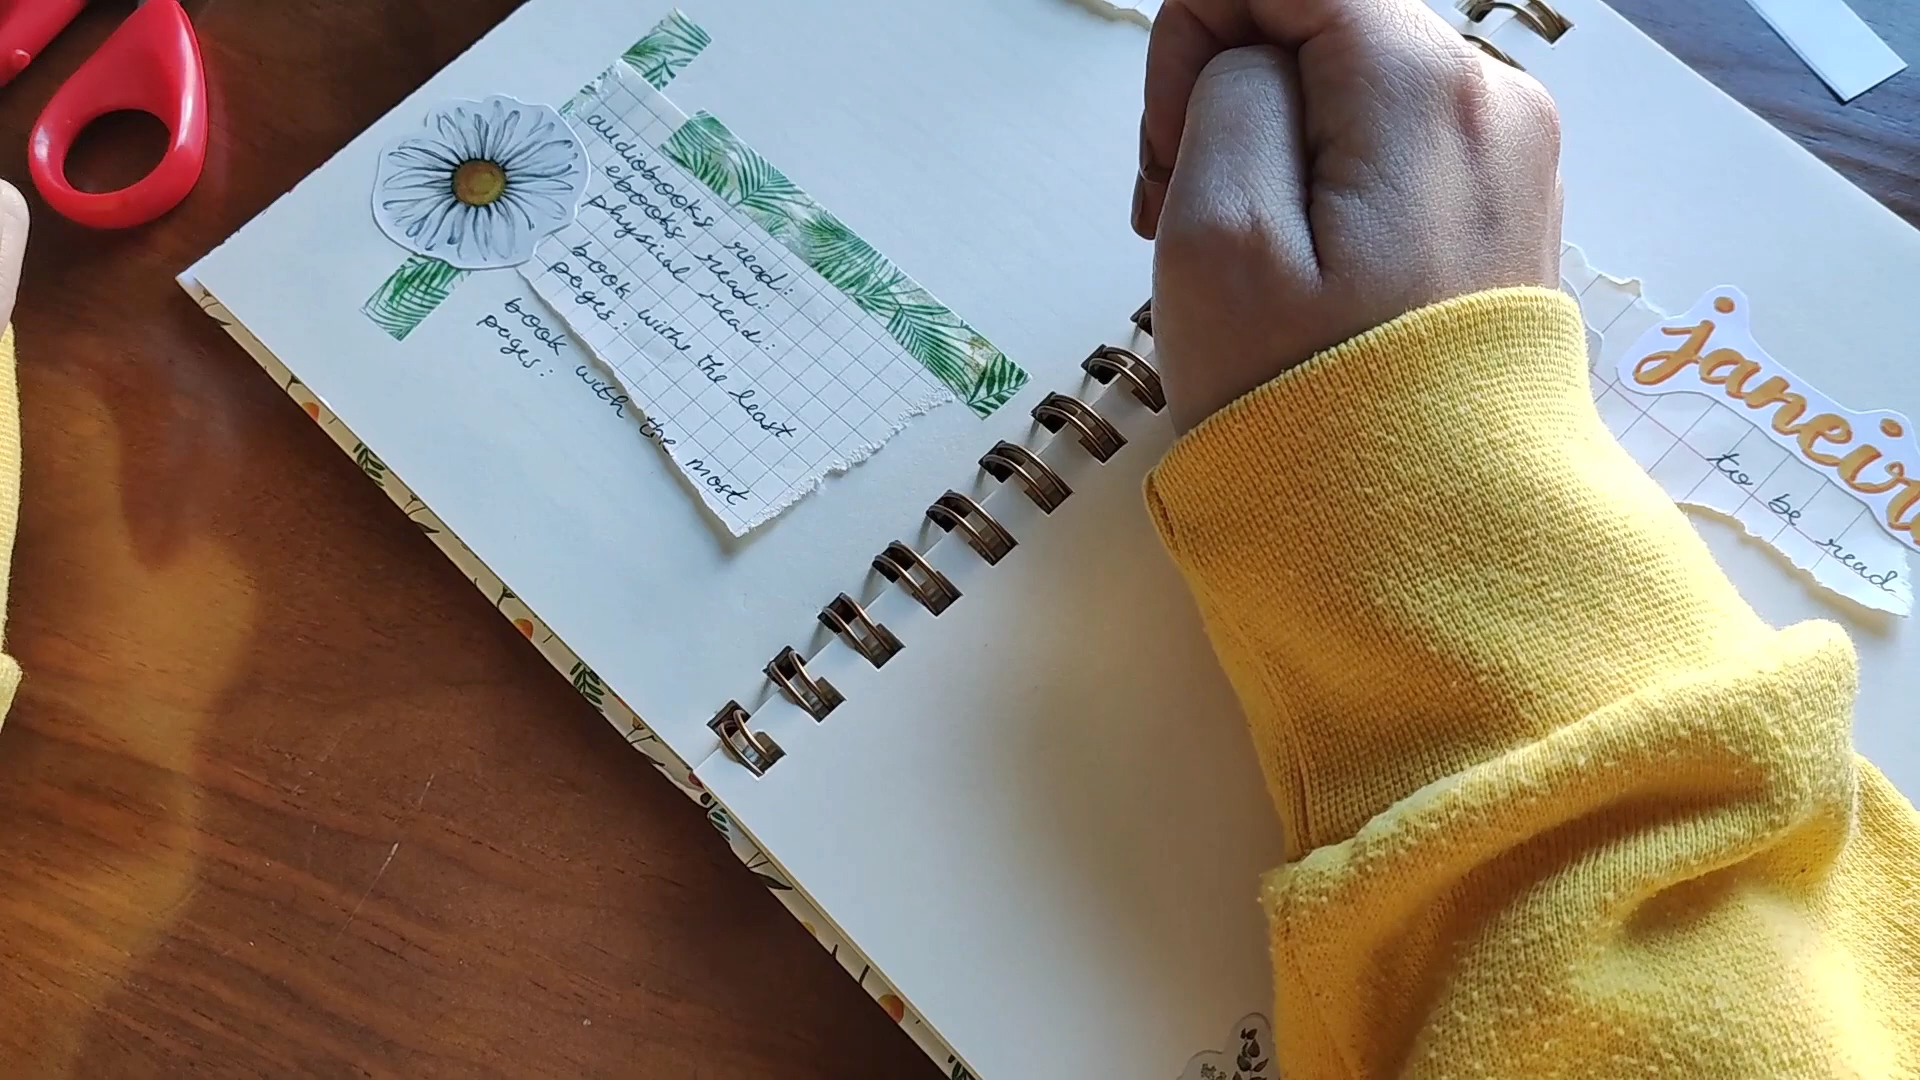 audiobooks read:
ebooks read:
physical read:
book with the least
pages:
book with the most
pages:
janeir
to be read